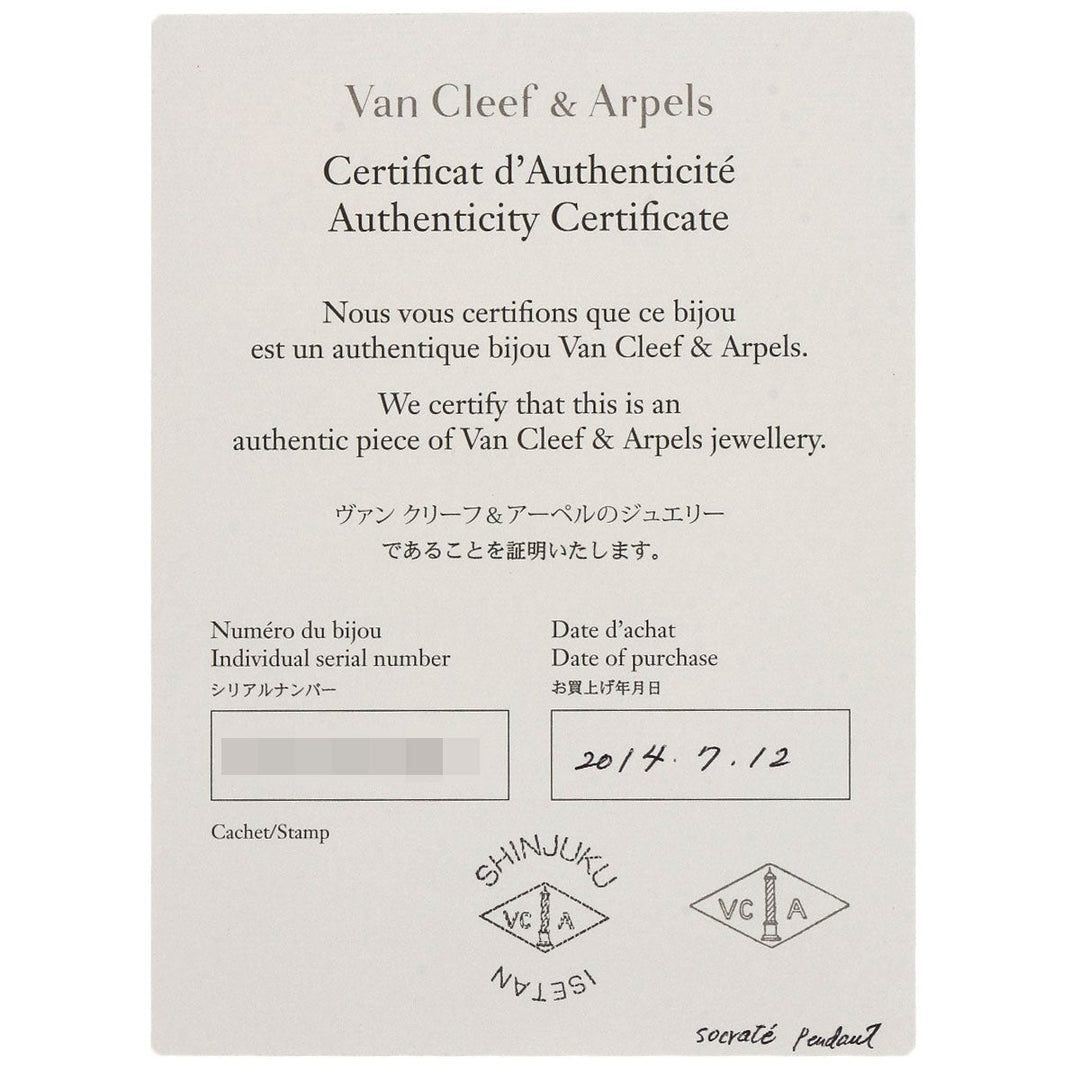 Van Cleef & Arpels
Certificat d'Authenticité
Authenticity Certificate
Nous vous certifions que ce bijou
est un authentique bijou Van Cleef & Arpels.
We certify that this is an
authentic piece of Van Cleef & Arpels jewellery.
ヴァン クリーフ&アーペルのジュエリー
であることを証明いたします。
Numéro du bijou
Individual serial number
シリアルナンバー
Date d'achat
Date of purchase
お買上げ年月日
2014.7.12
Cachet/Stamp
SHINJUKU
VC A
ISETAN
VC A
socraté Pendant